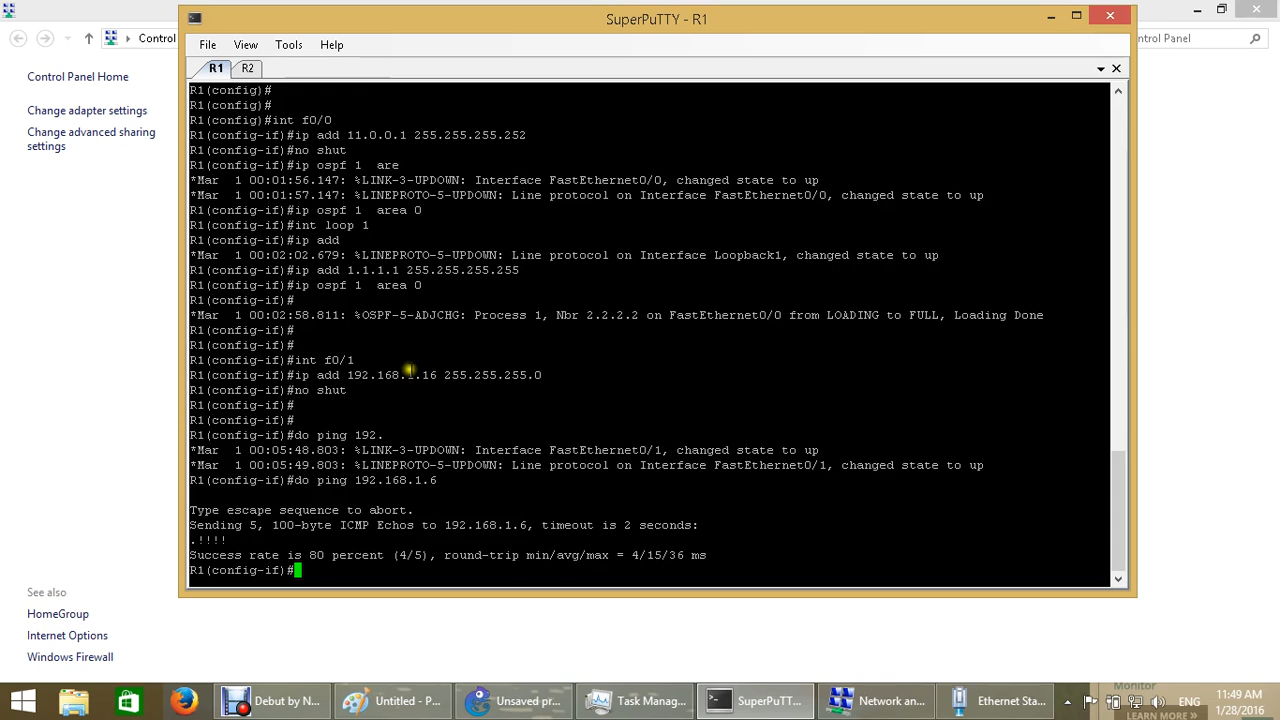 SuperPuTTY - R1
Control
ntrol Panel
File View Tools Help
R1 R2
Control Panel Home
Change adapter settings
Change advanced sharing
settings
R1(config)#
R1(config)#
R1(config)#int f0/0
R1(config-if)#ip add 11.0.0.1 255.255.255.252
R1(config-if)#no shut
R1(config-if)#ip ospf 1  are
*Mar  1 00:01:56.147: %LINK-3-UPDOWN: Interface FastEthernet0/0, changed state to up
*Mar  1 00:01:57.147: %LINEPROTO-5-UPDOWN: Line protocol on Interface FastEthernet0/0, changed state to up
R1(config-if)#ip ospf 1  area 0
R1(config-if)#int loop 1
R1(config-if)#ip add
*Mar  1 00:02:02.679: %LINEPROTO-5-UPDOWN: Line protocol on Interface Loopback1, changed state to up
R1(config-if)#ip add 1.1.1.1 255.255.255.255
R1(config-if)#ip ospf 1  area 0
R1(config-if)#
*Mar  1 00:02:58.811: %OSPF-5-ADJCHG: Process 1, Nbr 2.2.2.2 on FastEthernet0/0 from LOADING to FULL, Loading Done
R1(config-if)#
R1(config-if)#
R1(config-if)#int f0/1
R1(config-if)#ip add 192.168.1.16 255.255.255.0
R1(config-if)#no shut
R1(config-if)#
R1(config-if)#
R1(config-if)#do ping 192.
*Mar  1 00:05:48.803: %LINK-3-UPDOWN: Interface FastEthernet0/1, changed state to up
*Mar  1 00:05:49.803: %LINEPROTO-5-UPDOWN: Line protocol on Interface FastEthernet0/1, changed state to up
R1(config-if)#do ping 192.168.1.6
Type escape sequence to abort.
Sending 5, 100-byte ICMP Echos to 192.168.1.6, timeout is 2 seconds:
.!!!!
Success rate is 80 percent (4/5), round-trip min/avg/max = 4/15/36 ms
R1(config-if)#
See also
HomeGroup
Internet Options
Windows Firewall
Debut by N... Untitled - P... Unsaved pr... Task Manag... SuperPuTT... Network an... Ethernet Sta... ENG
Monitor
LEARN MORE »
11:49 AM
1/28/2016